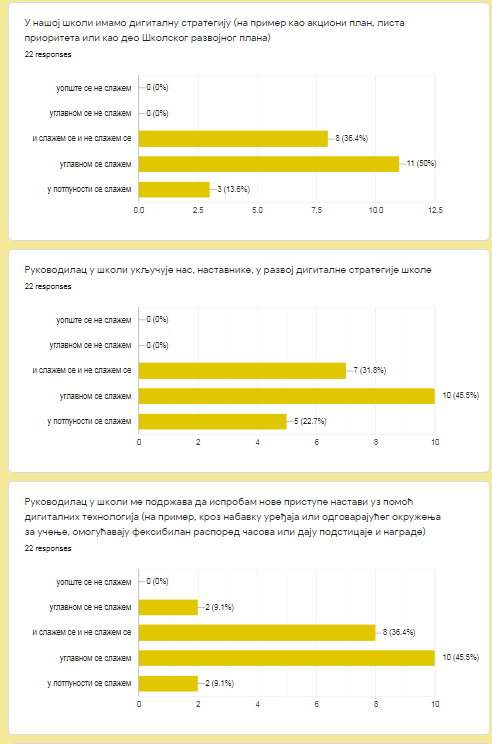 У нашој школи имамо дигиталну стратегију (на пример као акциони план, листа
приоритета или као део Школског развојног плана)
22 responses
уопште се не слажем 0 (0%)
углавном се не слажем 0 (0%)
и слажем се и не слажем се 8 (36.4%)
углавном се слажем 11 (50%)
у потпуности се слажем 3 (13.6%)
0.0 2.5 5.0 7.5 10.0 12.5
Руководилац у школи укључује нас, наставнике, у развој дигиталне стратегије школе
22 responses
уопште се не слажем 0 (0%)
углавном се не слажем 0 (0%)
и слажем се и не слажем се 7 (31.8%)
углавном се слажем 10 (45.5%)
у потпуности се слажем 5 (22.7%)
0 2 4 6 8 10
Руководилац у школи ме подржава да испробам нове приступе настави уз помоћ
дигиталних технологија (на пример, кроз набавку уређаја или одговарајућег окружења
за учење, омогућавају фексибилан распоред часова или дају подстицаје и награде)
22 responses
уопште се не слажем 0 (0%)
углавном се не слажем 2 (9.1%)
и слажем се и не слажем се 8 (36.4%)
углавном се слажем 10 (45.5%)
у потпуности се слажем 2 (9.1%)
0 2 4 6 8 10